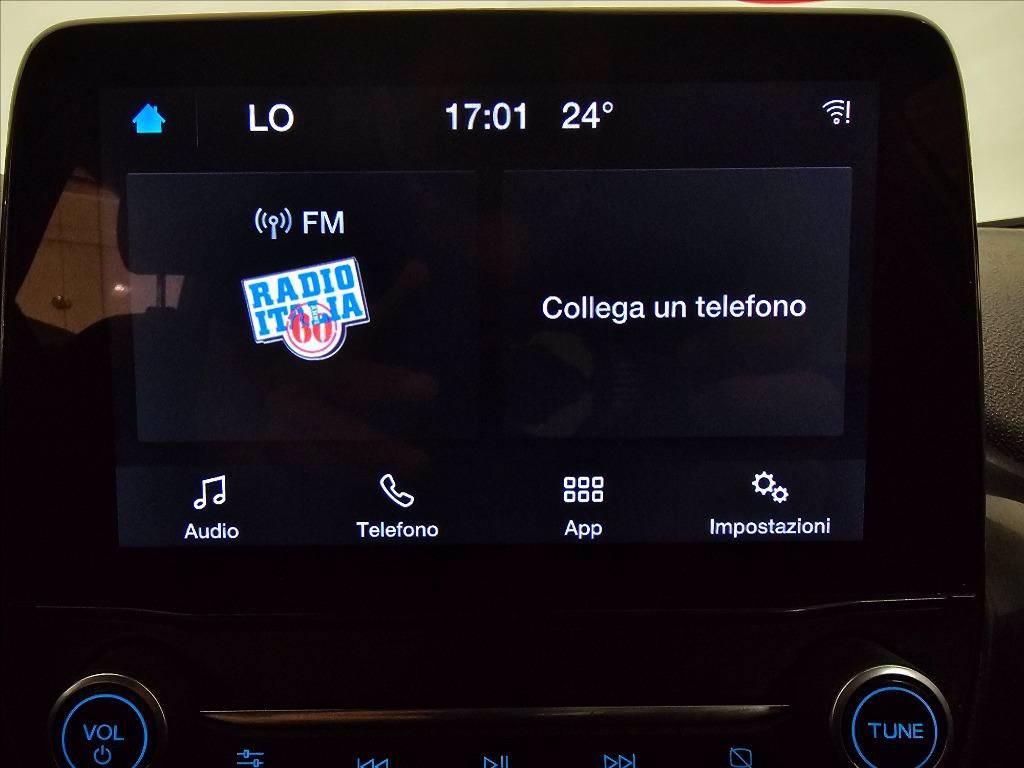 LO 17:01 24°
FM
RADIO
ITALIA
60
Collega un telefono
Audio Telefono App Impostazioni
VOL TUNE